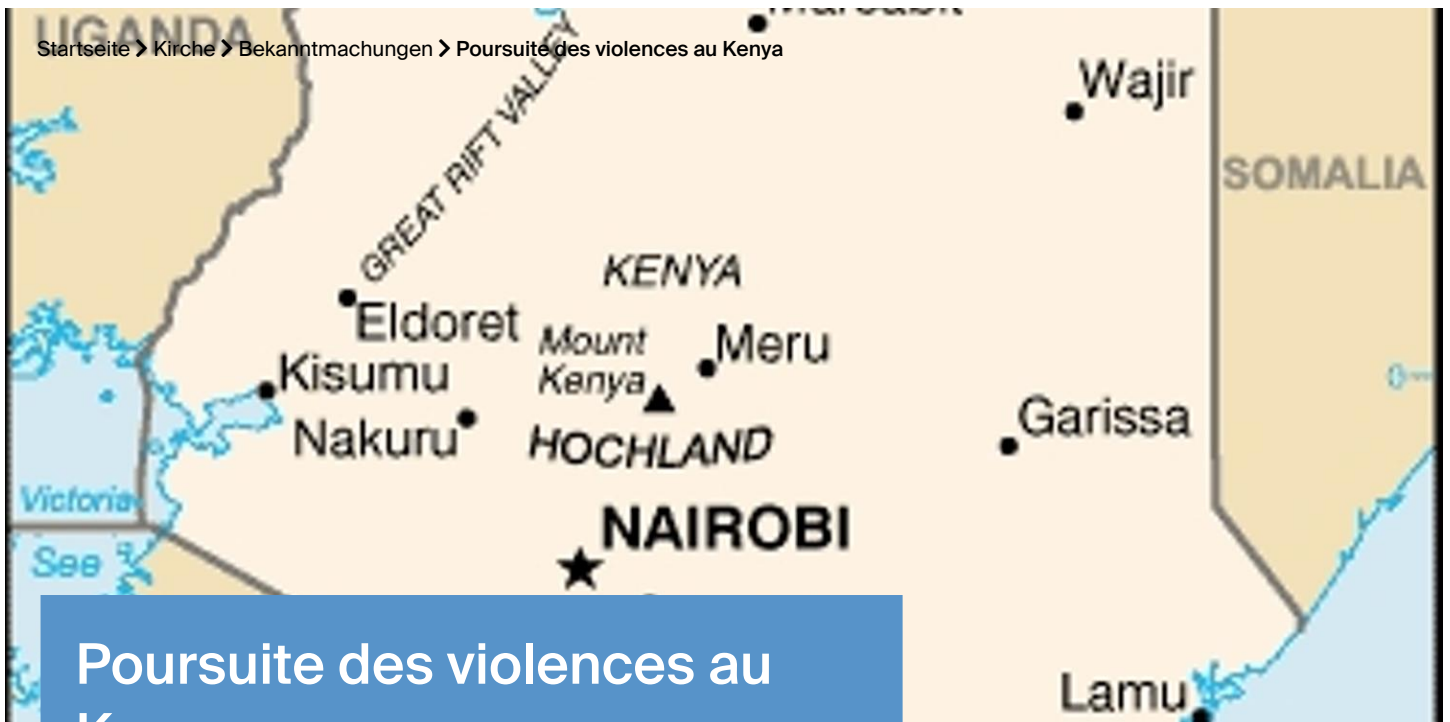 UGANDA
Startseite > Kirche > Bekanntmachungen > Poursuite des violences au Kenya
GREAT RIFT VALLEY
Wajir
SOMALIA
KENYA
Eldoret
Mount
Kenya
Meru
Kisumu
Nakuru
HOCHLAND
Garissa
0
Victoria
See
NAIROBI
Poursuite des violences au
Lamu